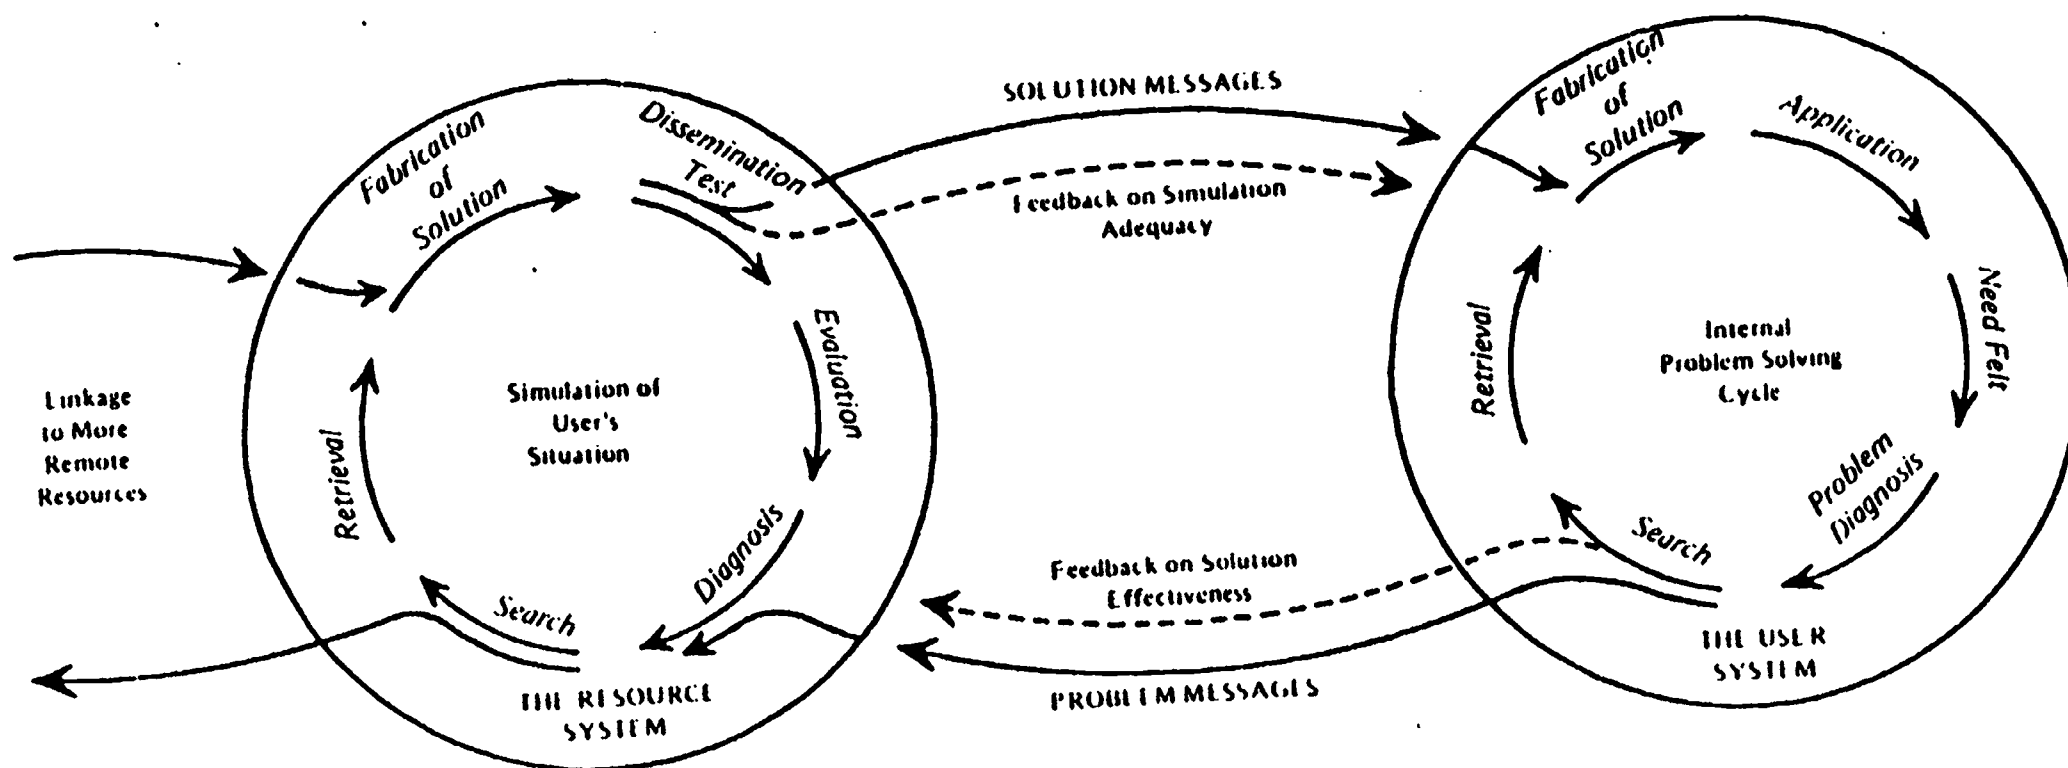 Linkage
to More
Remote
Resources
Fabrication
of
Solution
Dissemination
Test
Evaluation
Diagnosis
Search
Retrieval
Simulation of
User's
Situation
THE RESOURCE
SYSTEM
SOLUTION MESSAGES
Feedback on Simulation
Adequacy
Feedback on Solution
Effectiveness
PROBLEM MESSAGES
Fabrication
of
Solution
Application
Need Felt
Problem
Diagnosis
Search
Retrieval
Internal
Problem Solving
Cycle
THE USER
SYSTEM